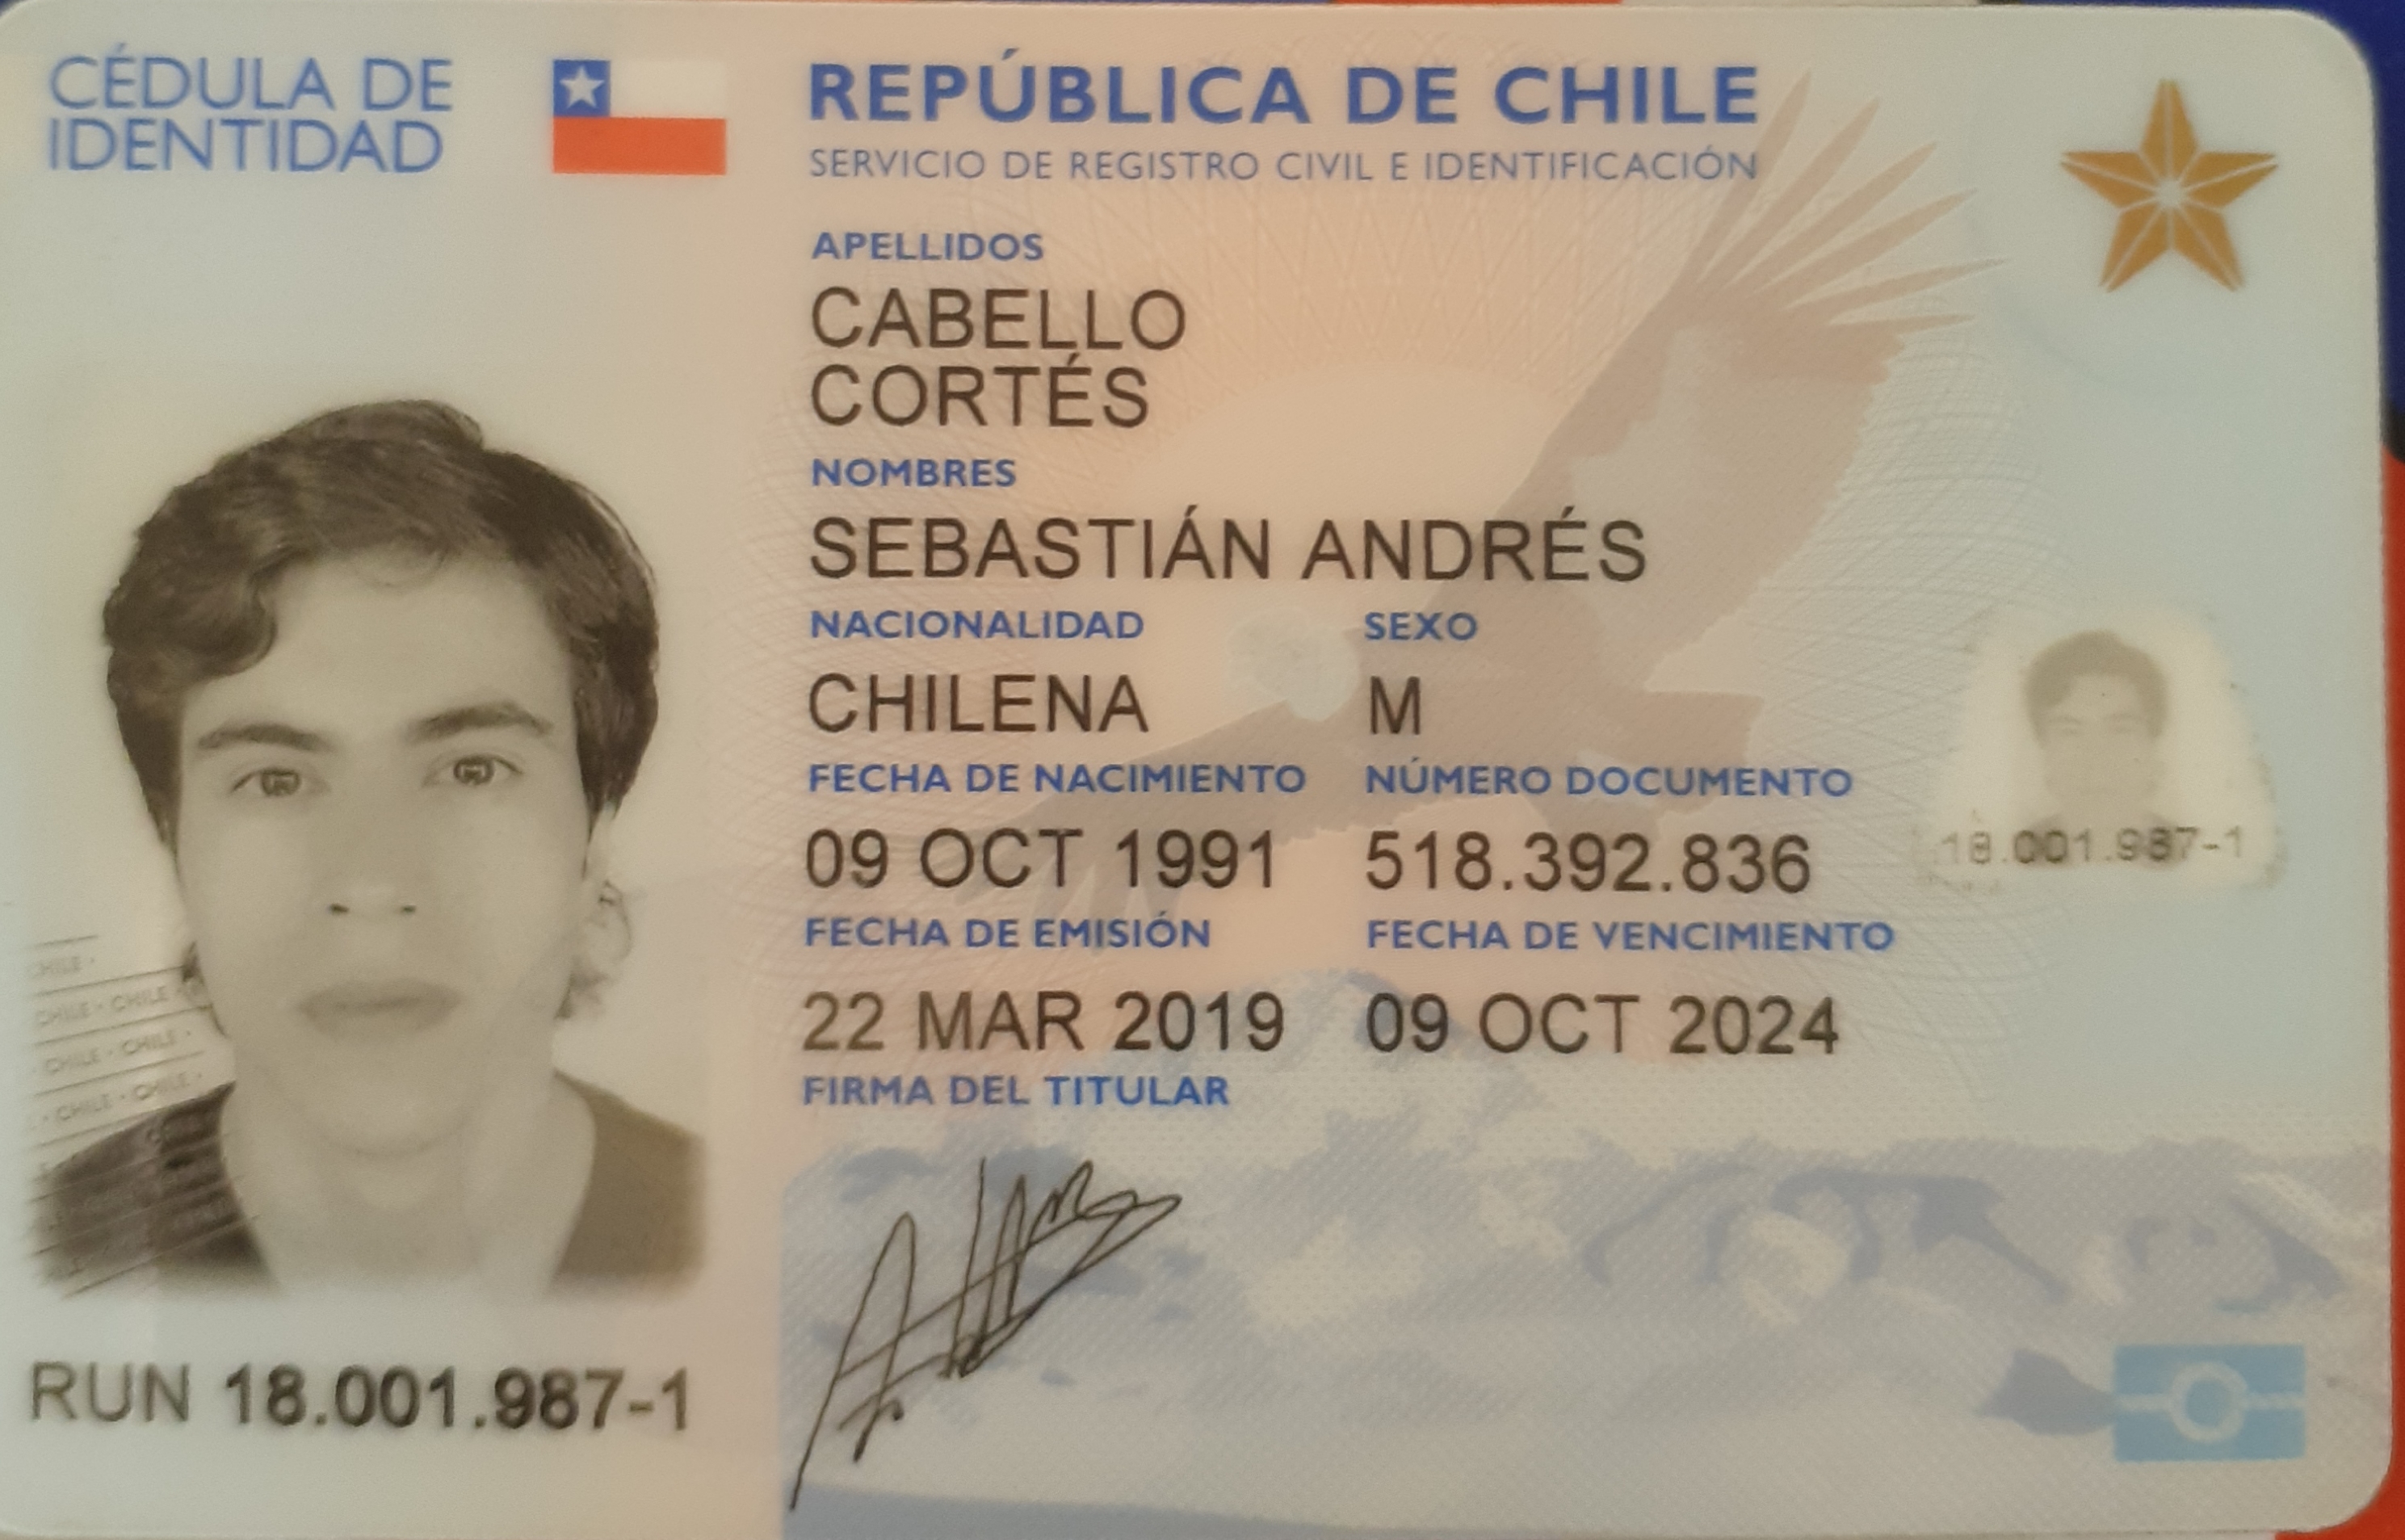 CÉDULA DE
IDENTIDAD
REPÚBLICA DE CHILE
SERVICIO DE REGISTRO CIVIL E IDENTIFICACIÓN
APELLIDOS
CABELLO
CORTÉS
NOMBRES
SEBASTIÁN ANDRÉS
NACIONALIDAD SEXO
CHILENA M
FECHA DE NACIMIENTO NÚMERO DOCUMENTO
09 OCT 1991 518.392.836
18.001.987-1
FECHA DE EMISIÓN FECHA DE VENCIMIENTO
22 MAR 2019 09 OCT 2024
FIRMA DEL TITULAR
CHILE ·
CHILE · CHILE
CHILE · CHILE ·
· CHILE · CHILE ·
RUN 18.001.987-1